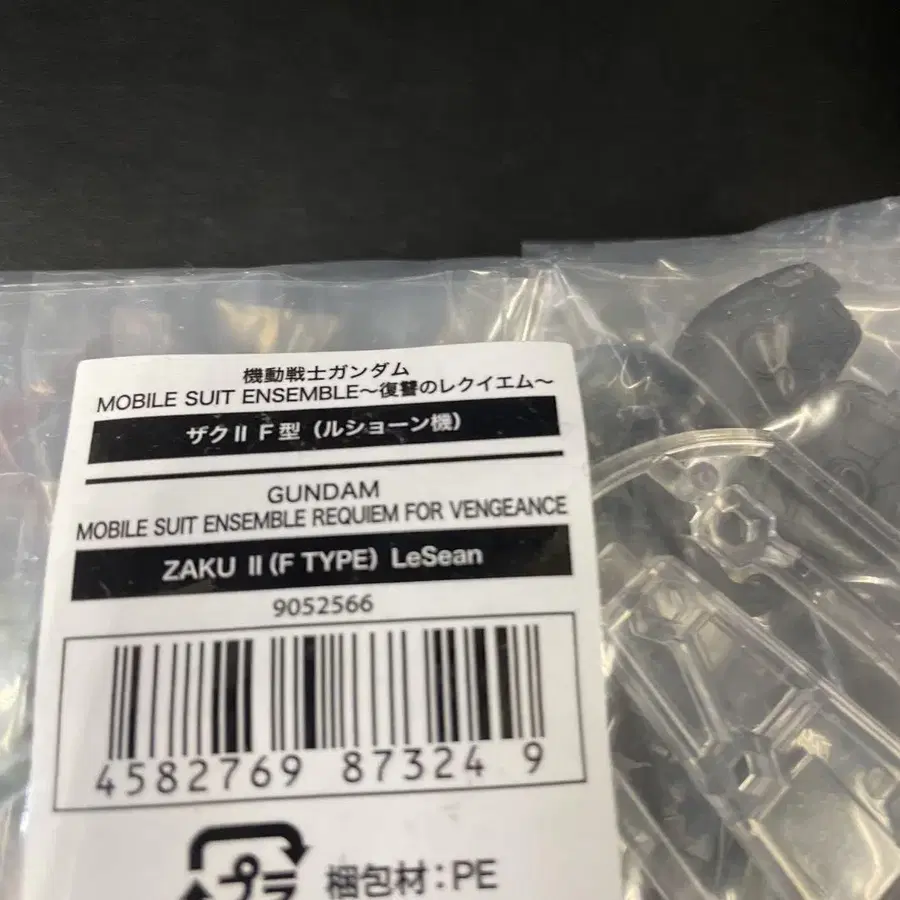 機動戦士ガンダム
MOBILE SUIT ENSEMBLE～復讐のレクイエム～
ザクII F型（ルショーン機）
GUNDAM
MOBILE SUIT ENSEMBLE REQUIEM FOR VENGEANCE
ZAKU II (F TYPE) LeSean
9052566
4582769 87324 9
プラ
梱包材：PE